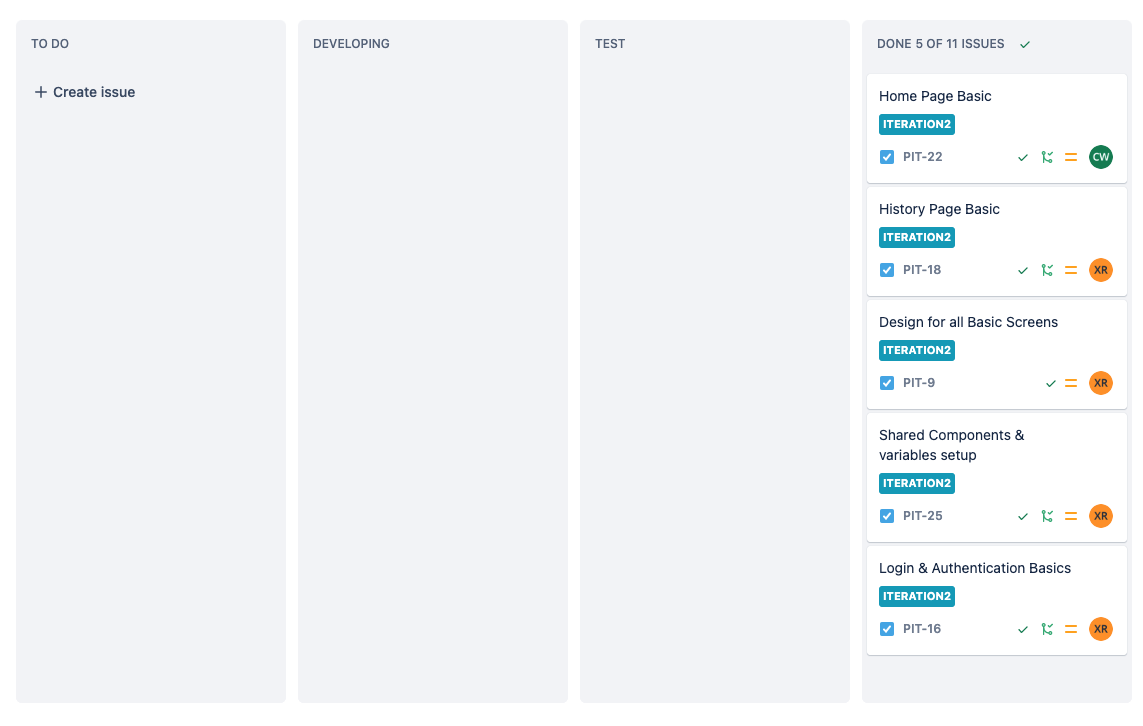 TO DO
DEVELOPING
TEST
DONE 5 OF 11 ISSUES
Create issue
Home Page Basic
ITERATION2
PIT-22
CW
History Page Basic
ITERATION2
PIT-18
XR
Design for all Basic Screens
ITERATION2
PIT-9
XR
Shared Components &
variables setup
ITERATION2
PIT-25
XR
Login & Authentication Basics
ITERATION2
PIT-16
XR